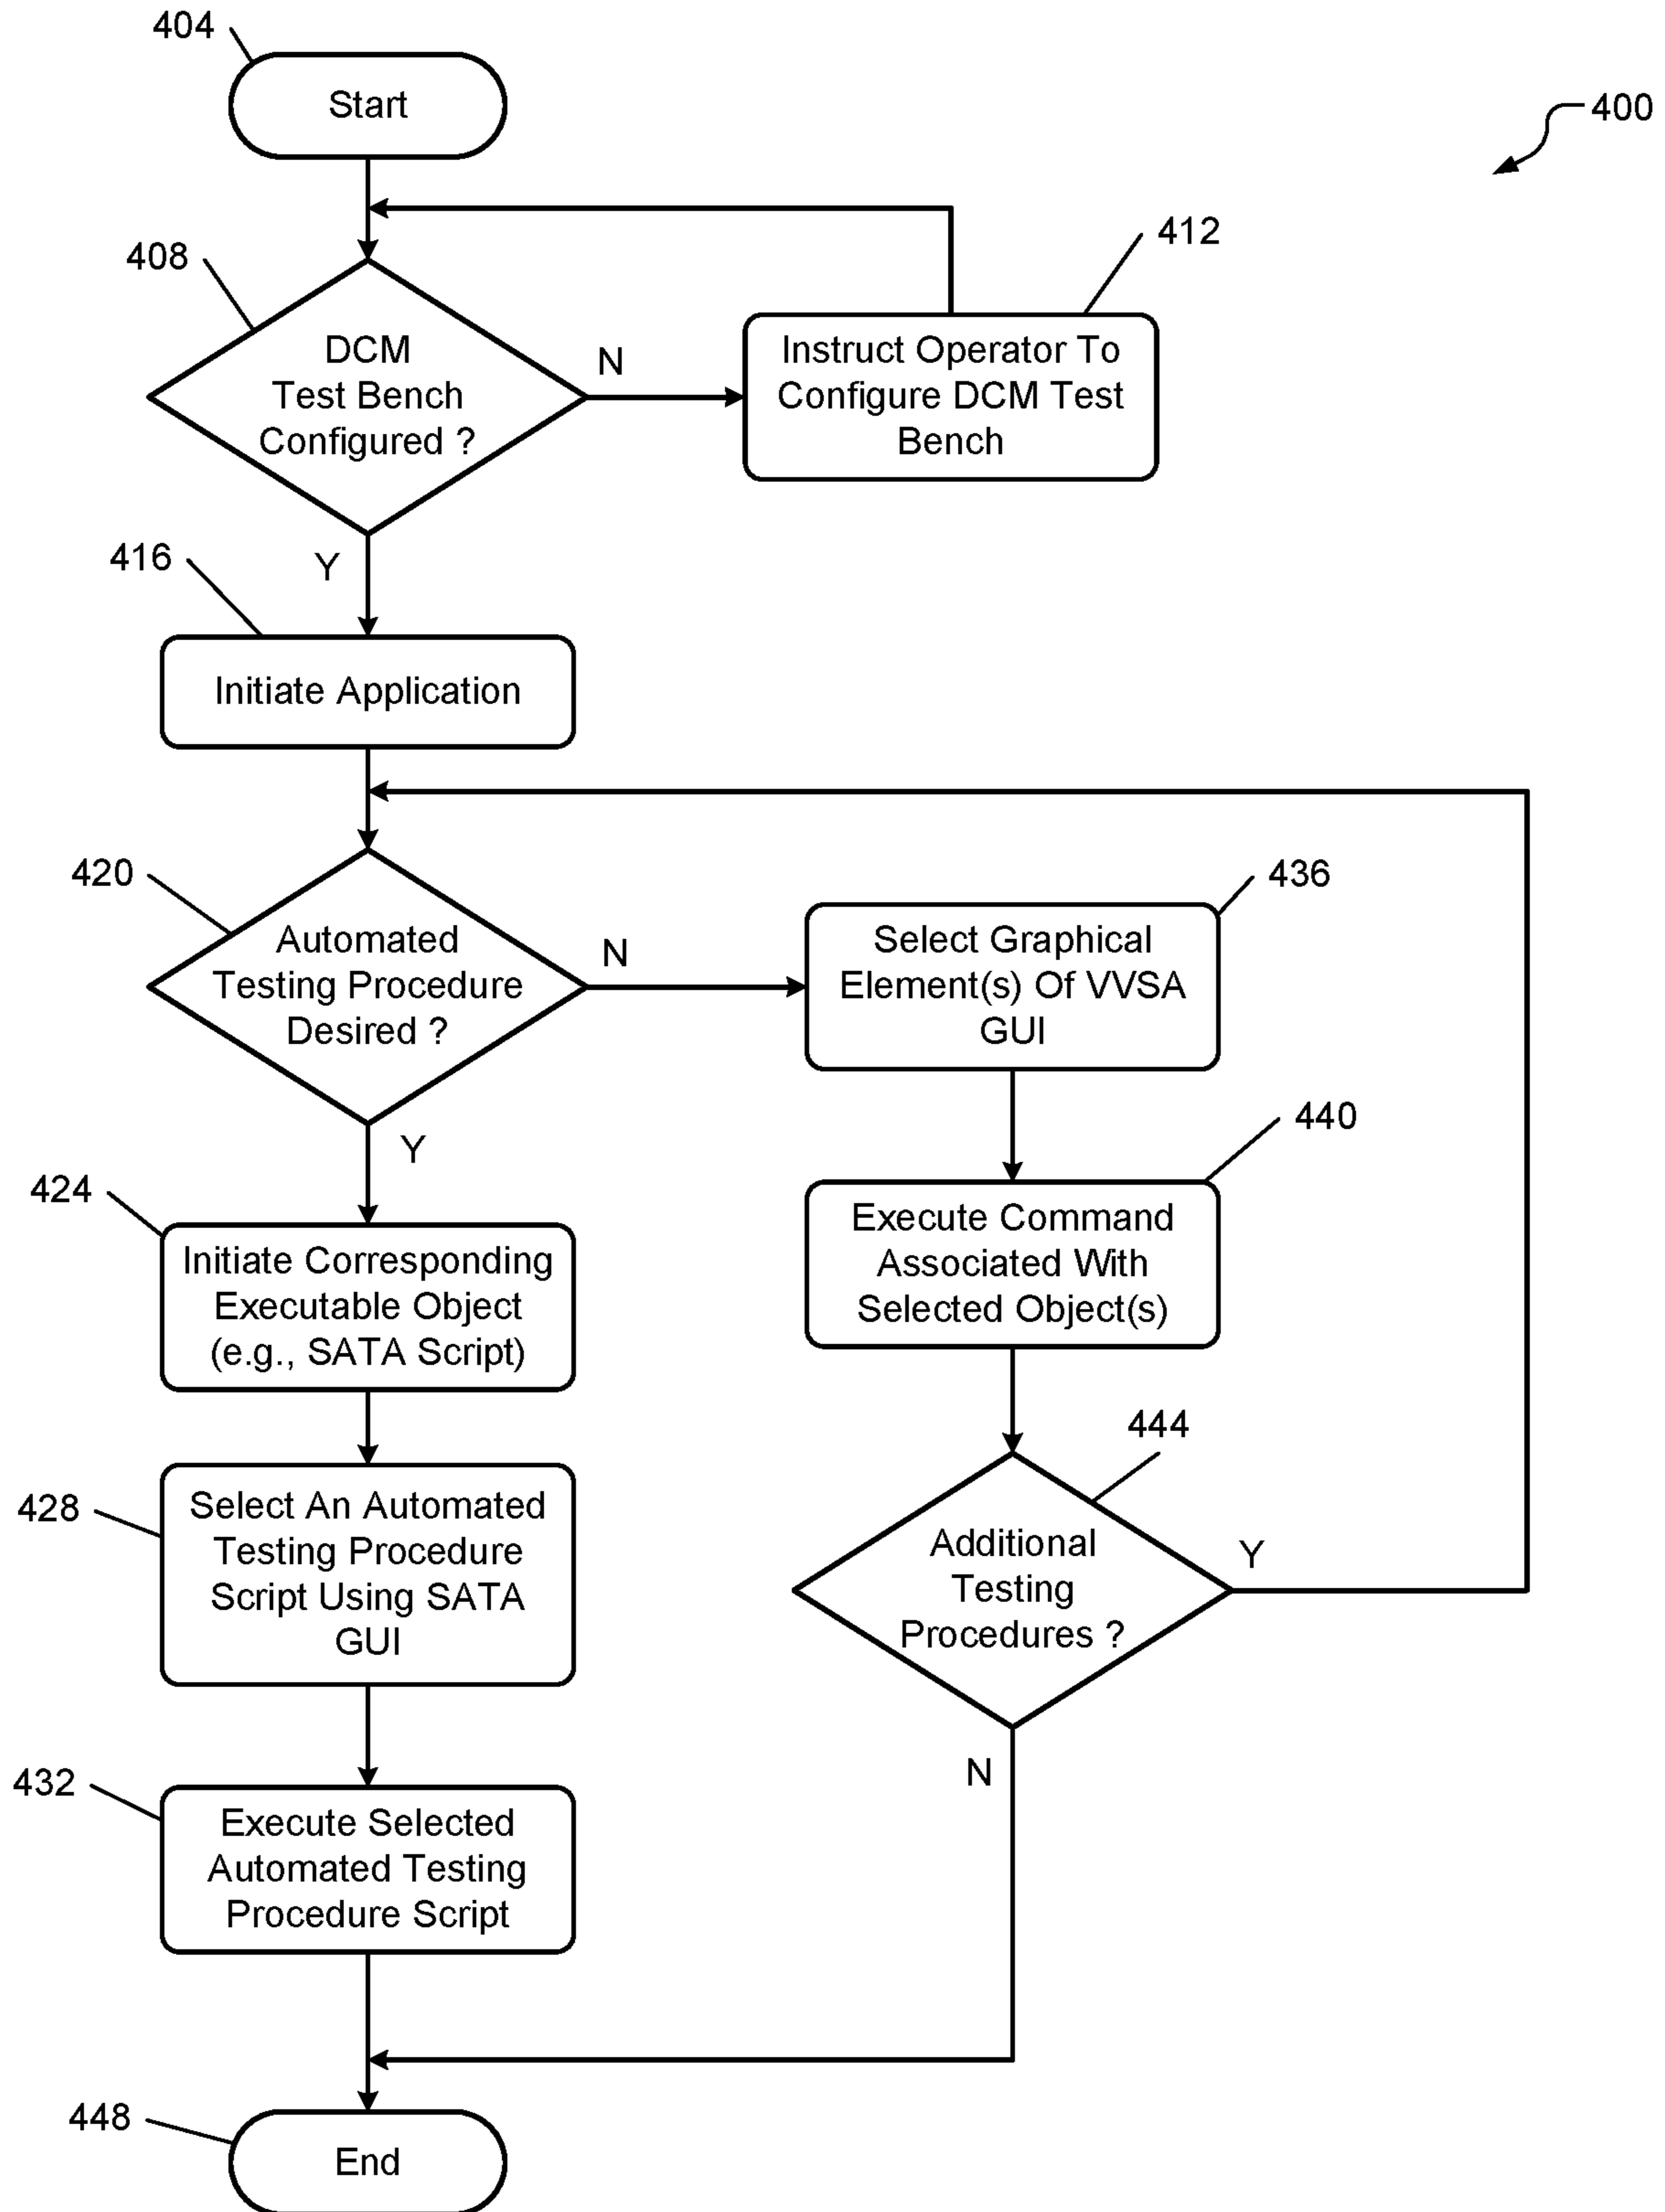 404
Start
400
408
DCM
Test Bench
Configured ?
N
412
Instruct Operator To
Configure DCM Test
Bench
Y
416
Initiate Application
420
Automated
Testing Procedure
Desired ?
N
436
Select Graphical
Element(s) Of VVSA
GUI
Y
440
Execute Command
Associated With
Selected Object(s)
424
Initiate Corresponding
Executable Object
(e.g., SATA Script)
444
Additional
Testing
Procedures ?
Y
N
428
Select An Automated
Testing Procedure
Script Using SATA
GUI
432
Execute Selected
Automated Testing
Procedure Script
448
End